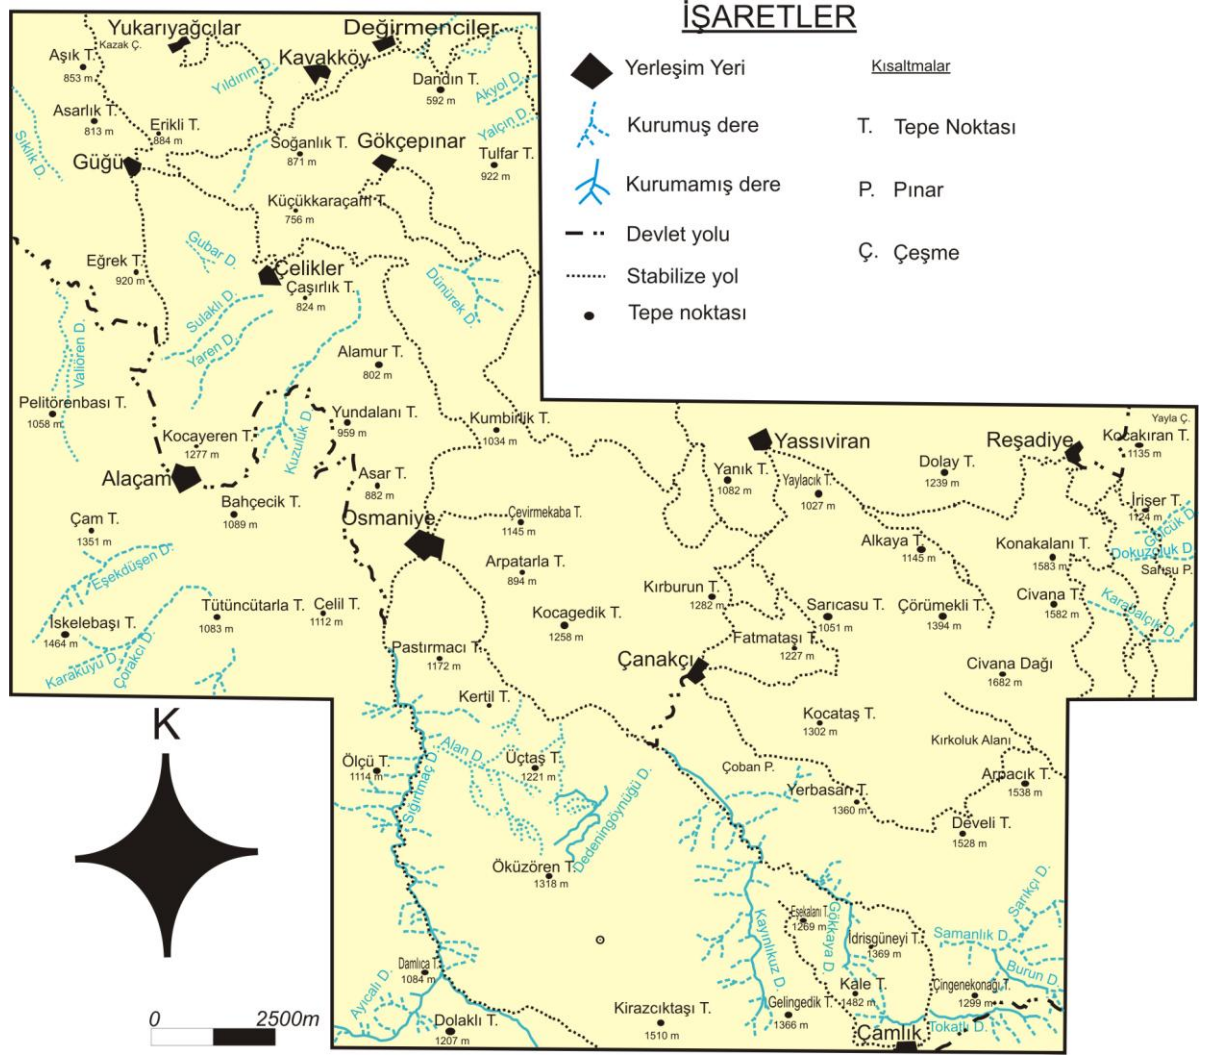 İŞARETLER
Yerleşim Yeri
Kurumuş dere
Kurumamış dere
Devlet yolu
Stabilize yol
Tepe noktası
Kısaltmalar
T. Tepe Noktası
P. Pınar
Ç. Çeşme
Yukarıyağcılar
Değirmenciler
Kazak Ç.
Kavakköy
Aşık T.
853 m
Yıldırım D.
Dandın T.
592 m
Akyol D.
Asarlık T.
813 m
Erikli T.
884 m
Yalçın D.
Sıklık D.
Soğanlık T.
871 m
Gökçepınar
Güğü
Tulfar T.
922 m
Küçükkaraçam T.
756 m
Gubar D.
Eğrek T.
920 m
Çelikler
Çaşırlık T.
824 m
Dünürek D.
Sulaklı D.
Yaren D.
Valiören D.
Alamur T.
802 m
Pelitörenbası T.
1058 m
Yundalanı T.
959 m
Kumbirlik T.
1034 m
Kocayeren T.
1277 m
Kuzuluk D.
Alaçam
Asar T.
882 m
Bahçecik T.
1089 m
Çam T.
1351 m
Osmaniye
Çevirmekaba T.
1145 m
Eşekdüşen D.
Arpatarla T.
894 m
Tütüncütarla T.
1083 m
Celil T.
1112 m
Kocagedik T.
1258 m
İskelebaşı T.
1464 m
Karakuyu D.
Çorakcı D.
Pastırmacı T.
1172 m
Kertil T.
Yassıviran
Reşadiye
Yayla Ç.
Kocakıran T.
1135 m
Yanık T.
1082 m
Yaylacık T.
1027 m
Dolay T.
1239 m
İrişer T.
1124 m
Gölcük D.
Alkaya T.
1145 m
Konakalanı T.
1583 m
Dokuzoluk D.
Sarısu P.
Kırburun T.
1282 m
Sarıcasu T.
1051 m
Çörümekli T.
1394 m
Civana T.
1582 m
Karabalçık D.
Fatmataşı T.
1227 m
Çanakçı
Civana Dağı
1682 m
Kocataş T.
1302 m
Kırkoluk Alanı
Çoban P.
Arpacık T.
1538 m
Yerbasan T.
1360 m
Develi T.
1528 m
K
Ölçü T.
1114 m
Sığırtmaç D.
Alan D.
Üçtaş T.
1221 m
Dedeningöynüğü D.
Öküzören T.
1318 m
Sarıkçı D.
Eşekalanı T.
1269 m
Kayınlıkuz D.
Gökkaya D.
İdrisgüneyi T.
1369 m
Samanlık D.
Burun D.
Damlıca T.
1084 m
Ayıcalı D.
Kale T.
1482 m
Çingenekonağı T.
1299 m
Gelingedik T.
1366 m
Kirazcıktaşı T.
1510 m
Dolaklı T.
1207 m
Çamlık
Tokatlı D.
0 2500m